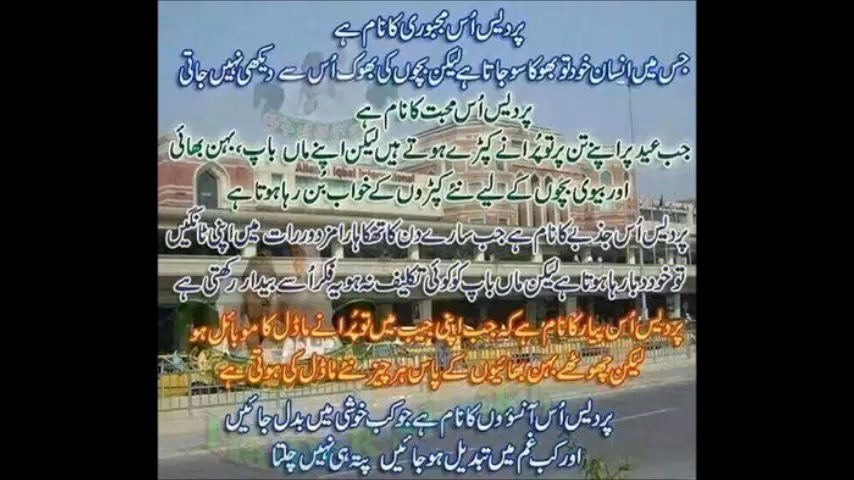 پردیس اُس مجبوری کا نام ہے
جس میں انسان خود تو بھوکا سو جاتا ہے لیکن بچوں کی بھوک اُس سے دیکھی نہیں جاتی
پردیس اُس محبت کا نام ہے
جب عید پر اپنے تن پر تو پُرانے کپڑے ہوتے ہیں لیکن اپنے ماں باپ، بہن بھائی
اور بیوی بچوں کے لیے نئے کپڑوں کے خواب بُن رہا ہوتا ہے
Allama Iqbal International
پردیس اُس جذبے کا نام ہے جب سارے دن کا تھکا ہارا مزدور رات میں اپنی ٹانگیں
تو خود دبا رہا ہوتا ہے لیکن ماں باپ کو کوئی تکلیف نہ ہو یہ فکر اُسے بیدار رکھتی ہے
پردیس اُس پیار کا نام ہے کہ جب اپنی جیب میں تو پُرانے ماڈل کا موبائل ہو
لیکن چھوٹے بہن بھائیوں کے پاس ہر چیز نئے ماڈل کی ہوتی ہے
پردیس اُس آنسوؤں کا نام ہے جو کب خوشی میں بدل جائیں
اور کب غم میں تبدیل ہو جائیں پتہ ہی نہیں چلتا